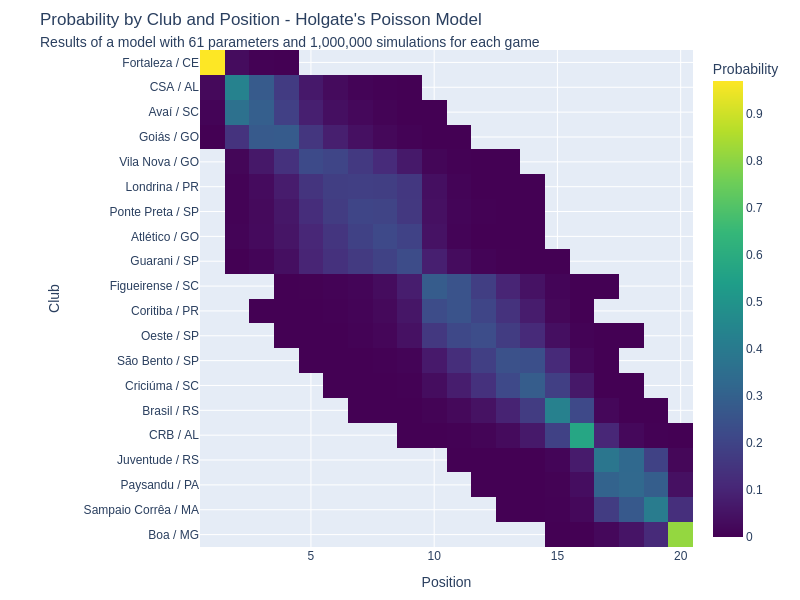 Probability by Club and Position - Holgate's Poisson Model
Results of a model with 61 parameters and 1,000,000 simulations for each game
Probability
Club
Fortaleza / CE
CSA / AL
Avaí / SC
Goiás / GO
Vila Nova / GO
Londrina / PR
Ponte Preta / SP
Atlético / GO
Guarani / SP
Figueirense / SC
Coritiba / PR
Oeste / SP
São Bento / SP
Criciúma / SC
Brasil / RS
CRB / AL
Juventude / RS
Paysandu / PA
Sampaio Corrêa / MA
Boa / MG
0.9
0.8
0.7
0.6
0.5
0.4
0.3
0.2
0.1
0
5 10 15 20
Position